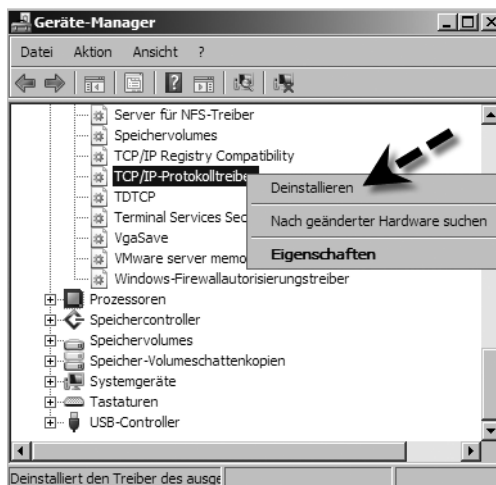 Geräte-Manager
Datei Aktion Ansicht ?
Server für NFS-Treiber
Speichervolumes
TCP/IP Registry Compatibility
TCP/IP-Protokolltreiber
Deinstallieren
TDTCP
Terminal Services Sec
Nach geänderter Hardware suchen
VgaSave
VMware server memo
Eigenschaften
Windows-Firewallautorisierungstreiber
Prozessoren
Speichercontroller
Speichervolumes
Speicher-Volumeschattenkopien
Systemgeräte
Tastaturen
USB-Controller
Deinstalliert den Treiber des ausge